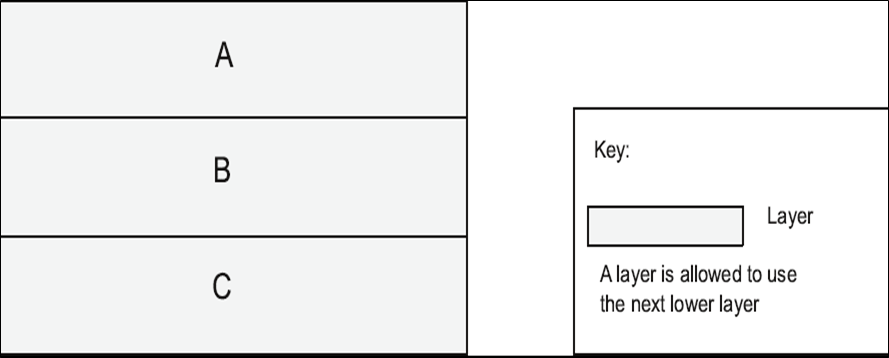 A
B
C
Key:
Layer
A layer is allowed to use
the next lower layer